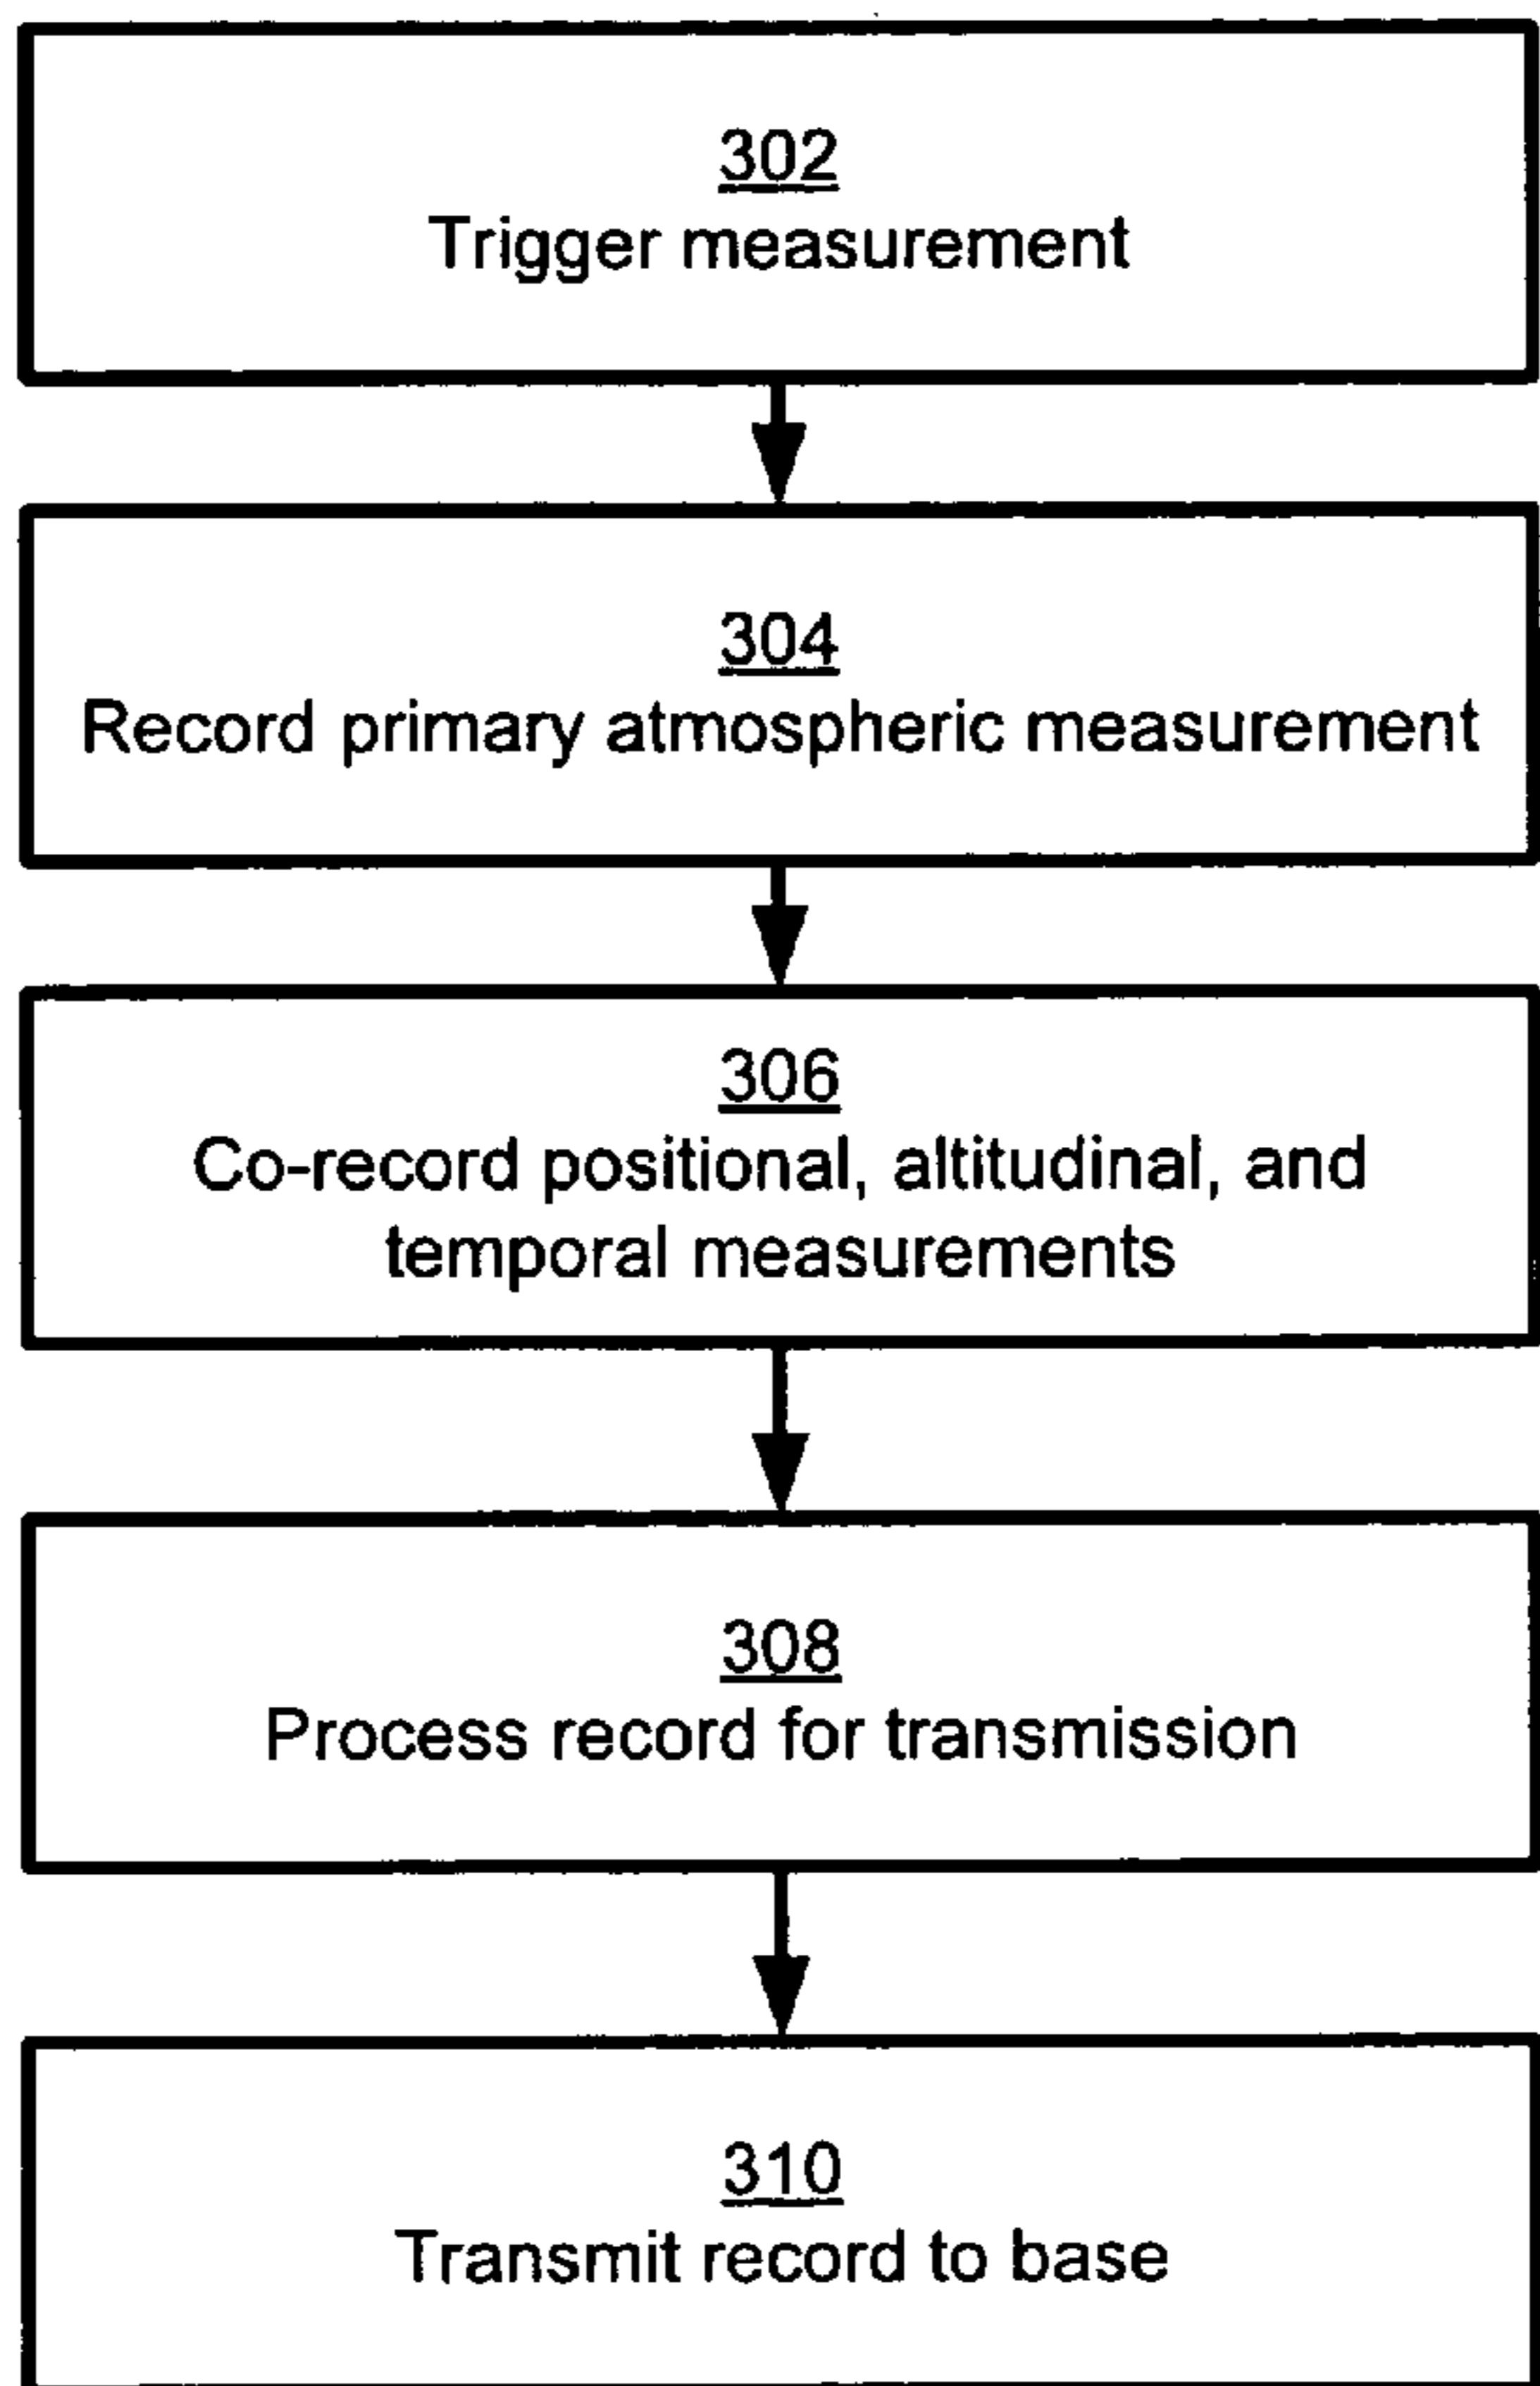 302
Trigger measurement
304
Record primary atmospheric measurement
306
Co-record positional, altitudinal, and
temporal measurements
308
Process record for transmission
310
Transmit record to base